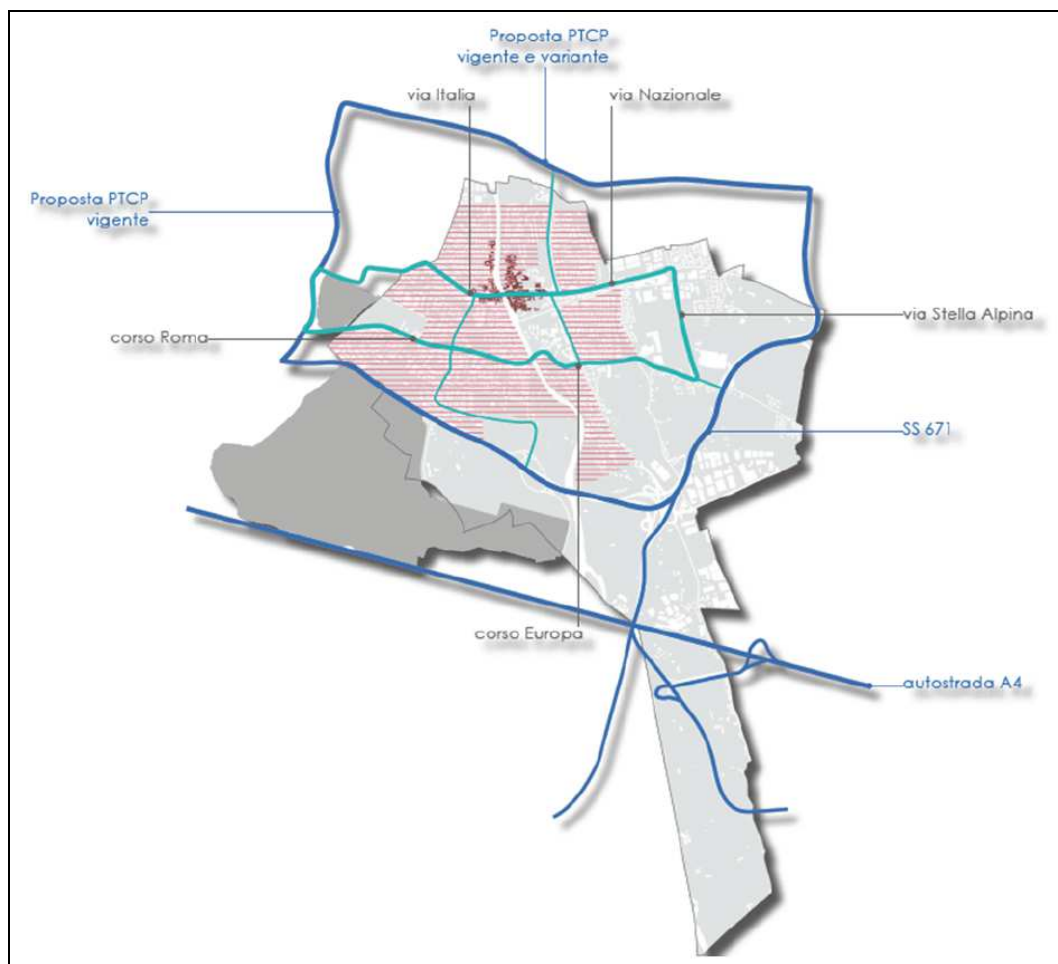 Proposta PTCP
vigente e variante
via Italia
via Nazionale
Proposta PTCP
vigente
corso Roma
via Stella Alpina
SS 671
corso Europa
autostrada A4